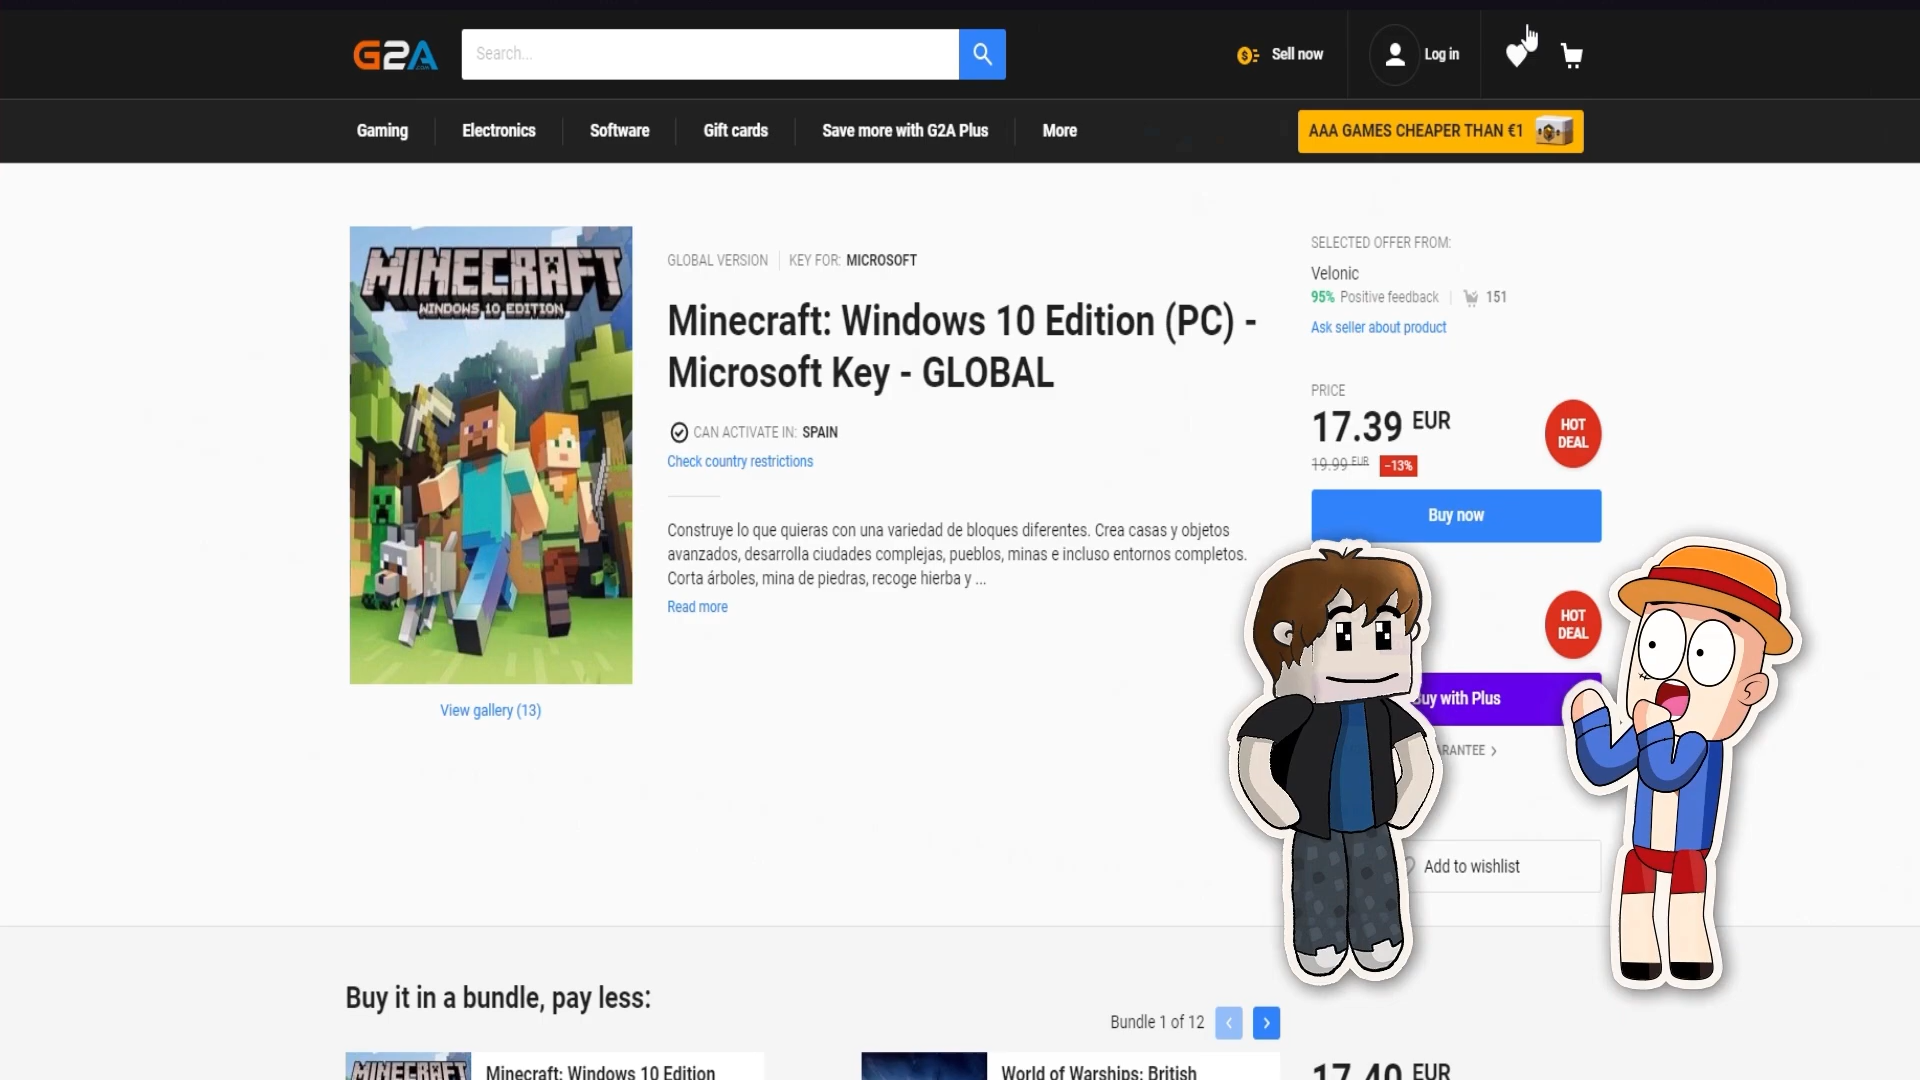 G2A
.COM
Search...
Sell now
Log in
Gaming
Electronics
Software
Gift cards
Save more with G2A Plus
More
AAA GAMES CHEAPER THAN €1
MINECRAFT
WINDOWS 10 EDITION
View gallery (13)
GLOBAL VERSION
KEY FOR: MICROSOFT
Minecraft: Windows 10 Edition (PC) -
Microsoft Key - GLOBAL
CAN ACTIVATE IN: SPAIN
Check country restrictions
Construye lo que quieras con una variedad de bloques diferentes. Crea casas y objetos
avanzados, desarrolla ciudades complejas, pueblos, minas e incluso entornos completos.
Corta árboles, mina de piedras, recoge hierba y ...
Read more
SELECTED OFFER FROM:
Velonic
95% Positive feedback
151
Ask seller about product
PRICE
17.39 EUR
19.99 EUR
-13%
HOT
DEAL
Buy now
HOT
DEAL
Buy with Plus
Add to wishlist
Buy it in a bundle, pay less:
Bundle 1 of 12
MINECRAFT
Minecraft: Windows 10 Edition
World of Warships: British
17.40 EUR